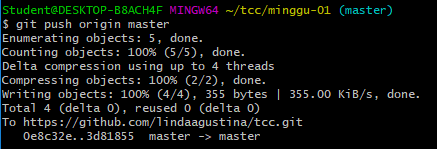 Student@DESKTOP-B8ACH4F MINGW64 ~/tcc/minggu-01 (master)
$ git push origin master
Enumerating objects: 5, done.
Counting objects: 100% (5/5), done.
Delta compression using up to 4 threads
Compressing objects: 100% (2/2), done.
Writing objects: 100% (4/4), 355 bytes | 355.00 KiB/s, done.
Total 4 (delta 0), reused 0 (delta 0)
To https://github.com/lindaagustina/tcc.git
   0e8c32e..3d81855  master -> master